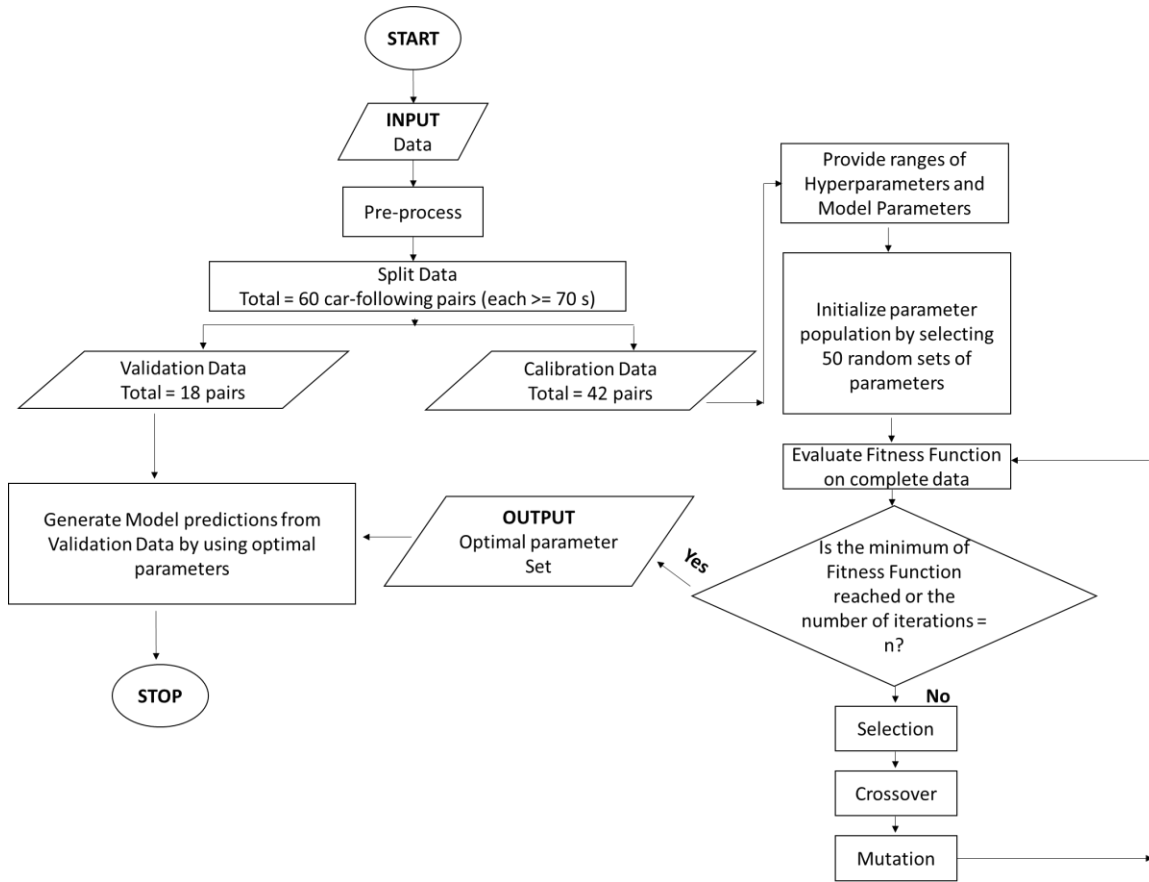 START
INPUT
Data
Pre-process
Split Data
Total = 60 car-following pairs (each >= 70 s)
Validation Data
Total = 18 pairs
Calibration Data
Total = 42 pairs
Provide ranges of
Hyperparameters and
Model Parameters
Initialize parameter
population by selecting
50 random sets of
parameters
Evaluate Fitness Function
on complete data
Is the minimum of
Fitness Function
reached or the
number of iterations =
n?
Yes
OUTPUT
Optimal parameter
Set
Generate Model predictions from
Validation Data by using optimal
parameters
STOP
No
Selection
Crossover
Mutation